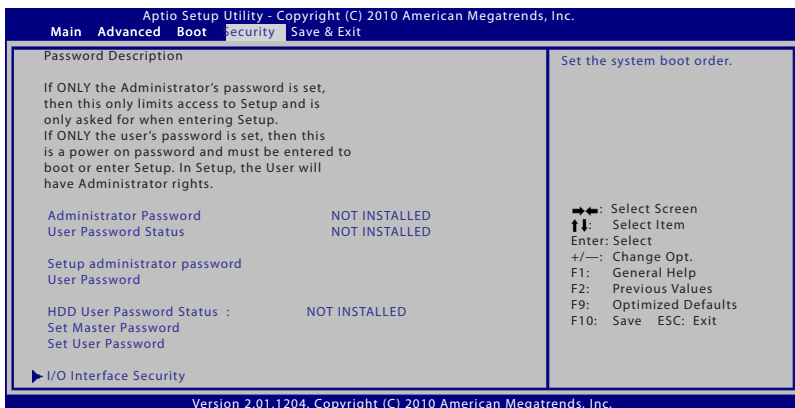 Aptio Setup Utility - Copyright (C) 2010 American Megatrends, Inc.
Main Advanced Boot Security Save & Exit
Password Description
If ONLY the Administrator's password is set,
then this only limits access to Setup and is
only asked for when entering Setup.
If ONLY the user's password is set, then this
is a power on password and must be entered to
boot or enter Setup. In Setup, the User will
have Administrator rights.
Administrator Password NOT INSTALLED
User Password Status NOT INSTALLED
Setup administrator password
User Password
HDD User Password Status : NOT INSTALLED
Set Master Password
Set User Password
I/O Interface Security
Set the system boot order.
→←: Select Screen
↑↓: Select Item
Enter: Select
+/—: Change Opt.
F1: General Help
F2: Previous Values
F9: Optimized Defaults
F10: Save ESC: Exit
Version 2.01.1204. Copyright (C) 2010 American Megatrends, Inc.